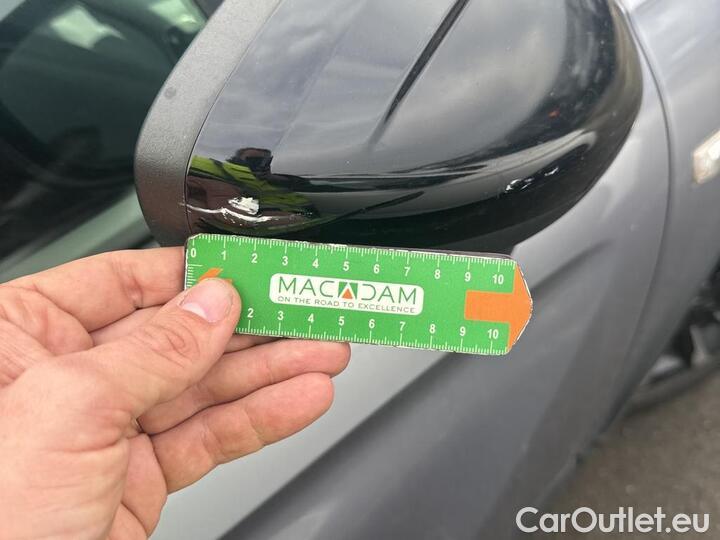 0 1 2 3 4 5 6 7 8 9 10
MACADAM
ON THE ROAD TO EXCELLENCE
2 3 4 5 6 7 8 9 10
CarOutlet.eu